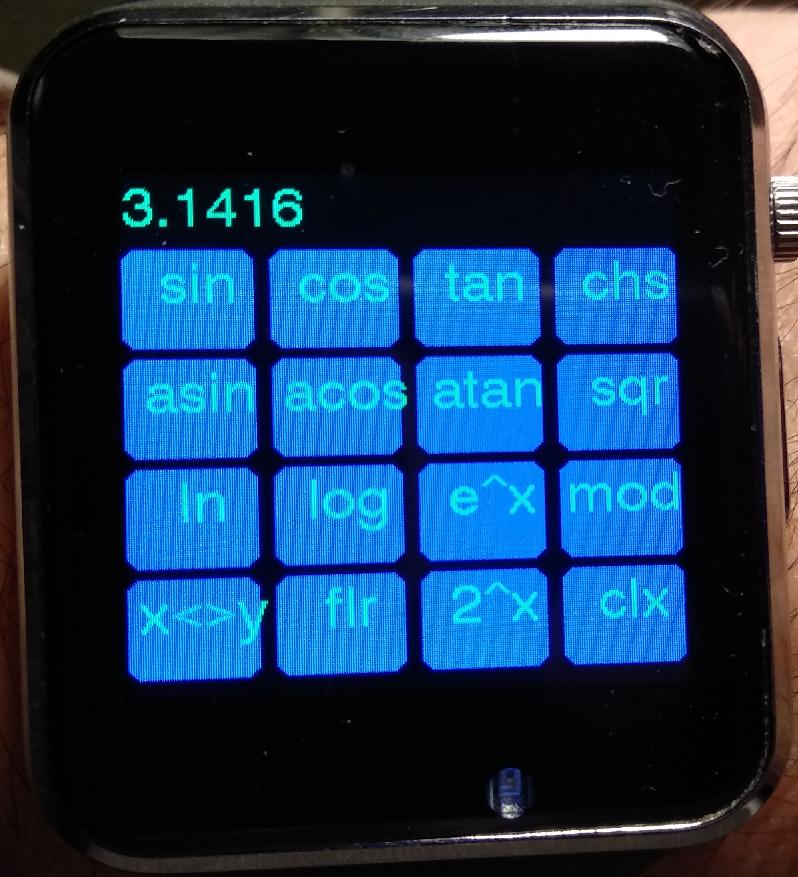 3.1416
sin cos tan chs
asin acos atan sqr
ln log e^x mod
x<>y flr 2^x clx